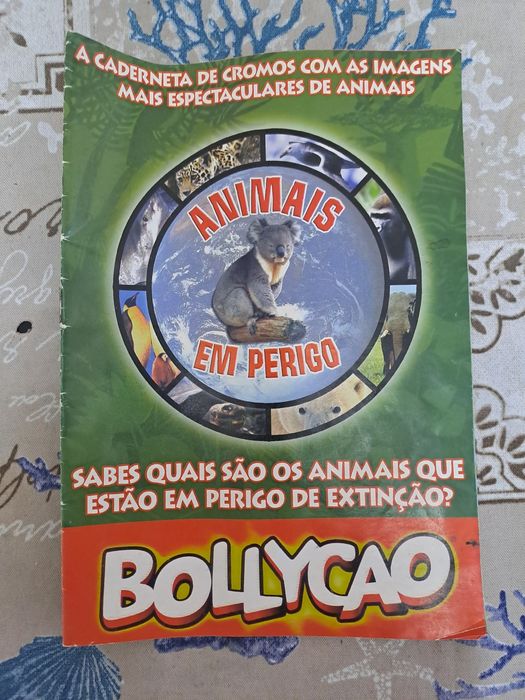 A CADERNETA DE CROMOS COM AS IMAGENS
MAIS ESPECTACULARES DE ANIMAIS
ANIMAIS
EM PERIGO
SABES QUAIS SÃO OS ANIMAIS QUE
ESTÃO EM PERIGO DE EXTINÇÃO?
BOLLYCAO